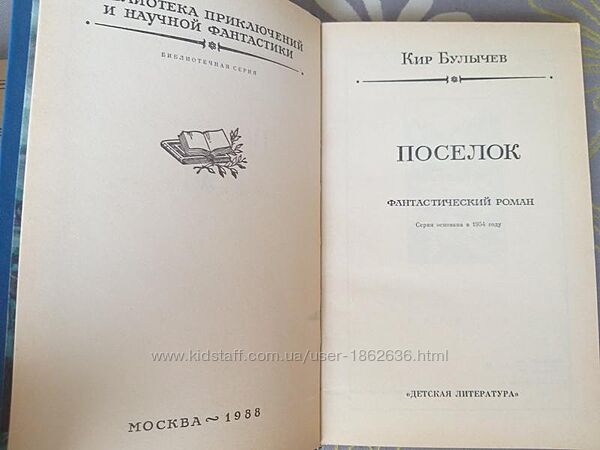 ПРИКЛЮЧЕНИЙ
И НАУЧНОЙ ФАНТАСТИКИ
БИБЛИОТЕЧНАЯ СЕРИЯ
МОСКВА ~ 1988
Кир Булычев
ПОСЕЛОК
ФАНТАСТИЧЕСКИЙ РОМАН
Серия основана в 1954 году
«ДЕТСКАЯ ЛИТЕРАТУРА»
www.kidstaff.com.ua/user-1862636.html